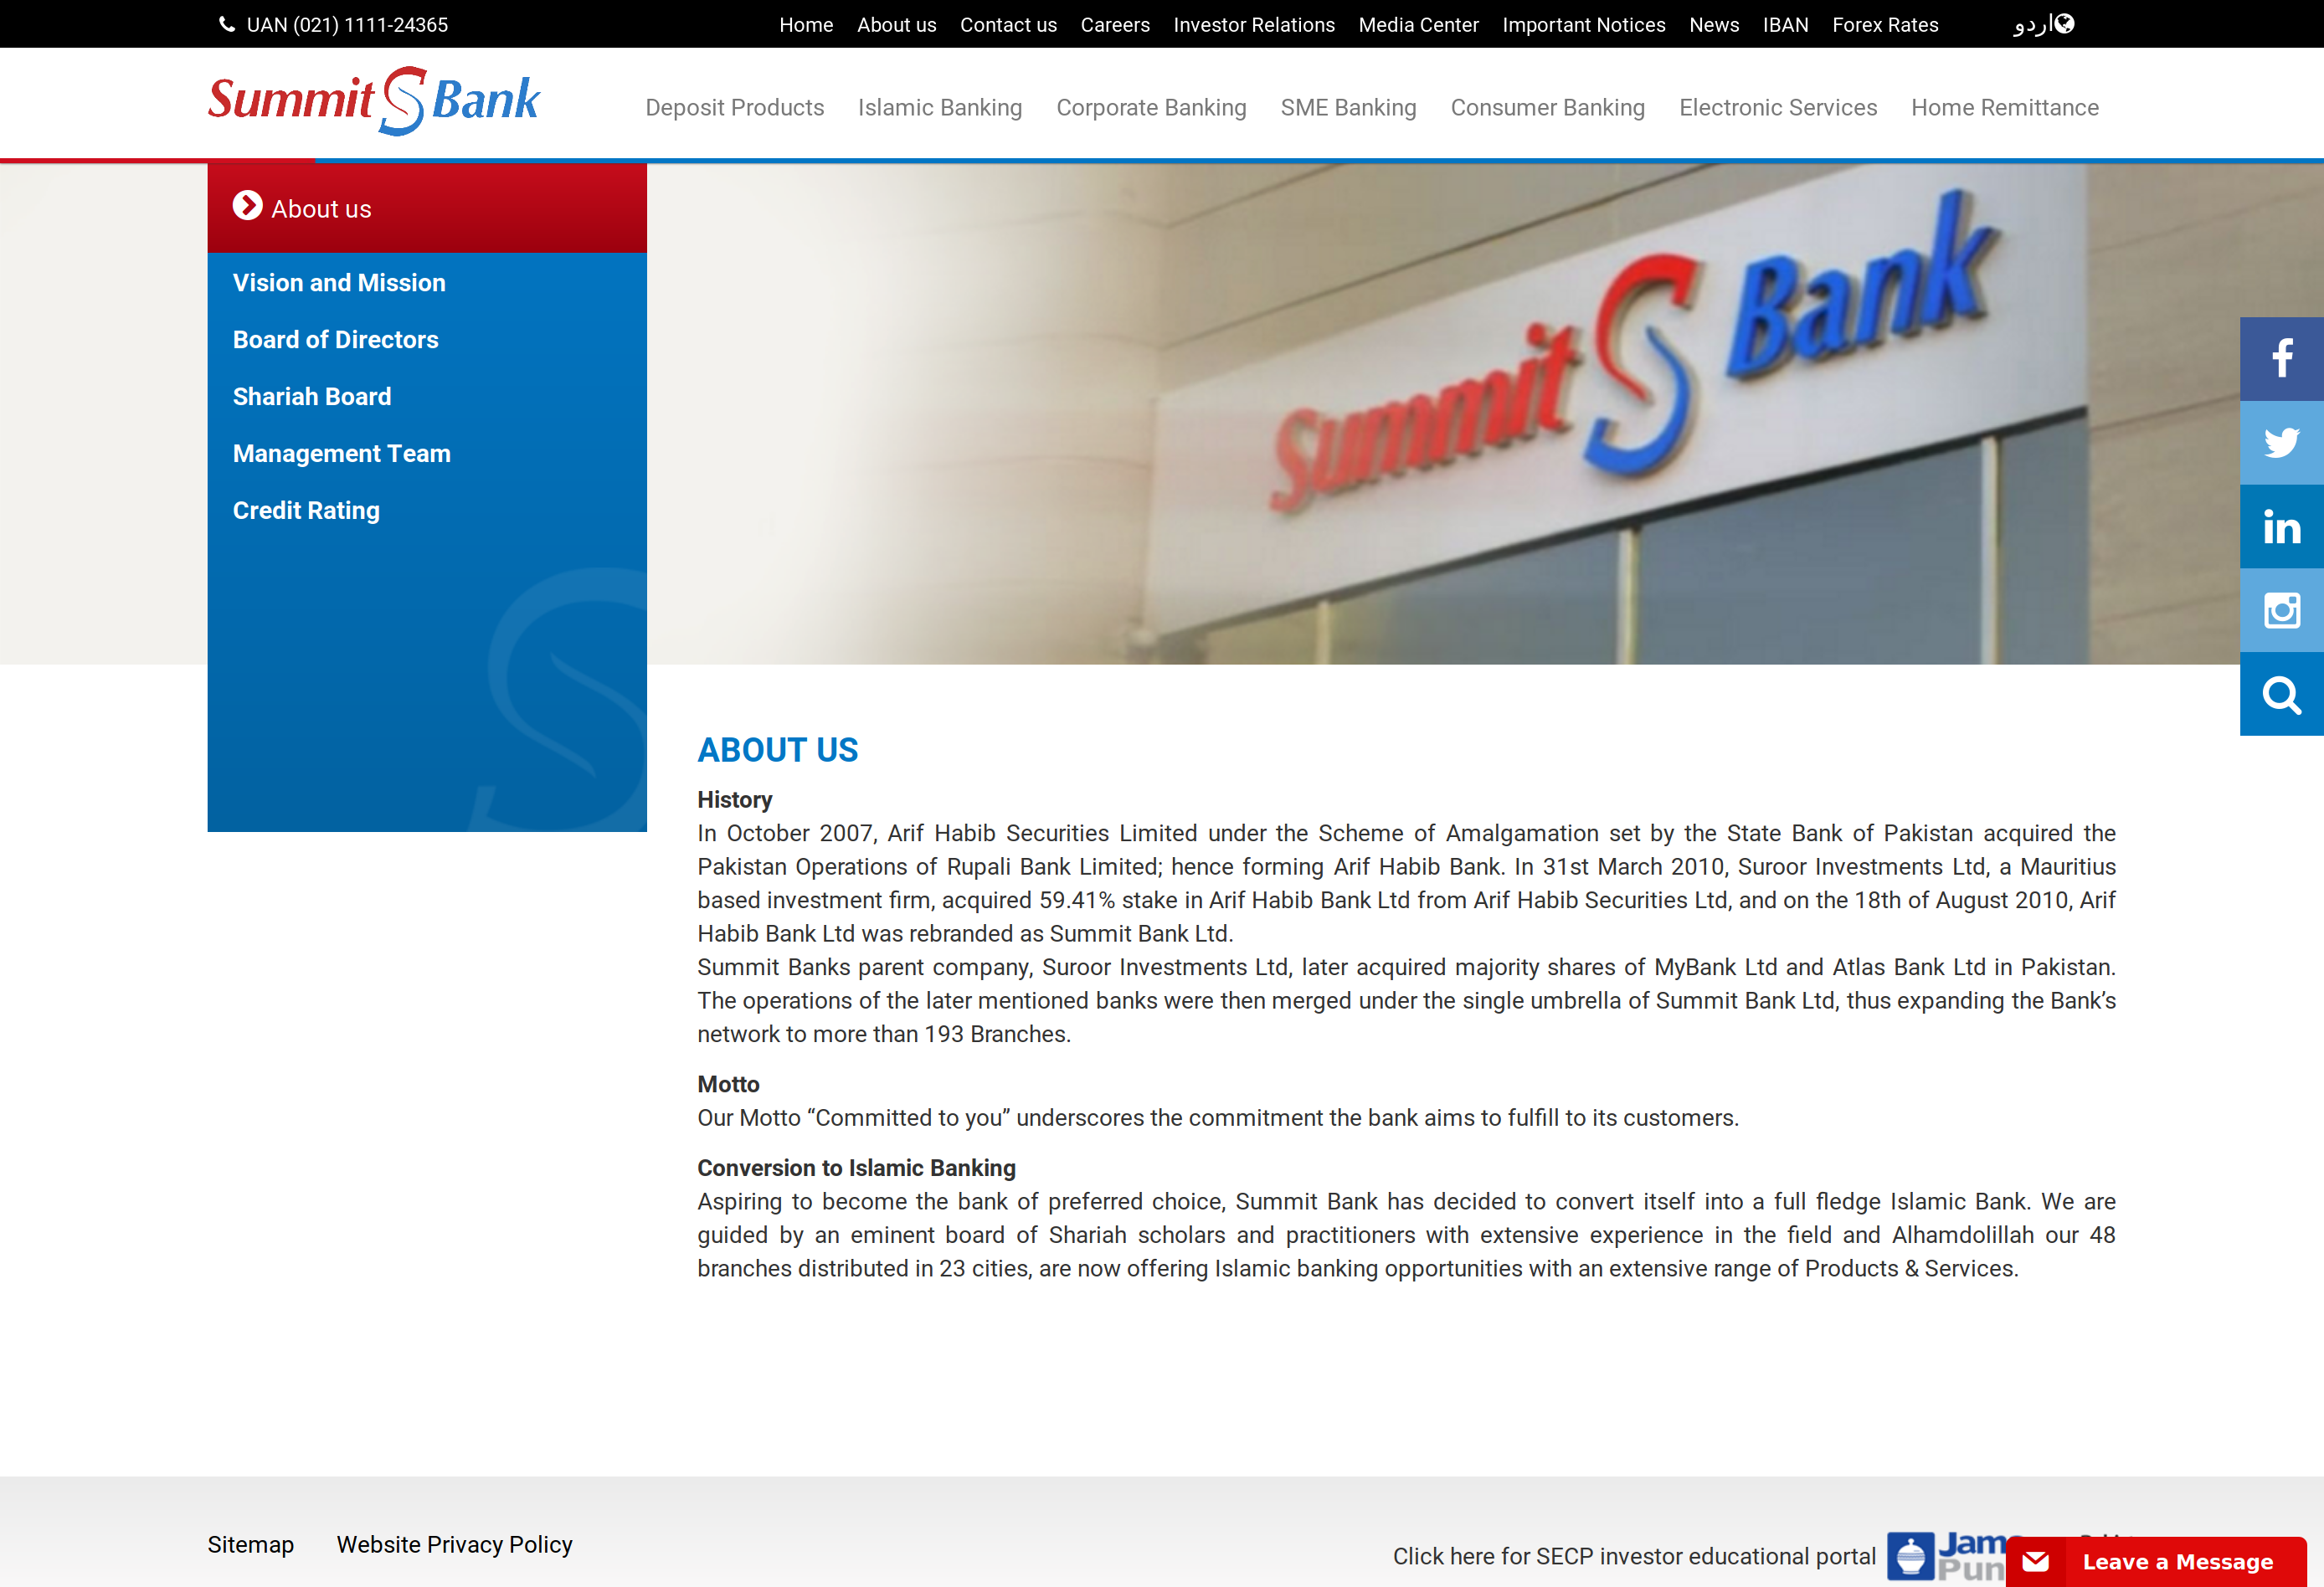 UAN (021) 1111-24365
Home About us Contact us Careers Investor Relations Media Center Important Notices News IBAN Forex Rates اردو
Summit S Bank
Deposit Products Islamic Banking Corporate Banking SME Banking Consumer Banking Electronic Services Home Remittance
About us
Vision and Mission
Board of Directors
Shariah Board
Management Team
Credit Rating
Summit S Bank
ABOUT US
History
In October 2007, Arif Habib Securities Limited under the Scheme of Amalgamation set by the State Bank of Pakistan acquired the
Pakistan Operations of Rupali Bank Limited; hence forming Arif Habib Bank. In 31st March 2010, Suroor Investments Ltd, a Mauritius
based investment firm, acquired 59.41% stake in Arif Habib Bank Ltd from Arif Habib Securities Ltd, and on the 18th of August 2010, Arif
Habib Bank Ltd was rebranded as Summit Bank Ltd.
Summit Banks parent company, Suroor Investments Ltd, later acquired majority shares of MyBank Ltd and Atlas Bank Ltd in Pakistan.
The operations of the later mentioned banks were then merged under the single umbrella of Summit Bank Ltd, thus expanding the Bank’s
network to more than 193 Branches.
Motto
Our Motto “Committed to you” underscores the commitment the bank aims to fulfill to its customers.
Conversion to Islamic Banking
Aspiring to become the bank of preferred choice, Summit Bank has decided to convert itself into a full fledge Islamic Bank. We are
guided by an eminent board of Shariah scholars and practitioners with extensive experience in the field and Alhamdolillah our 48
branches distributed in 23 cities, are now offering Islamic banking opportunities with an extensive range of Products & Services.
Sitemap Website Privacy Policy
Click here for SECP investor educational portal
Leave a Message